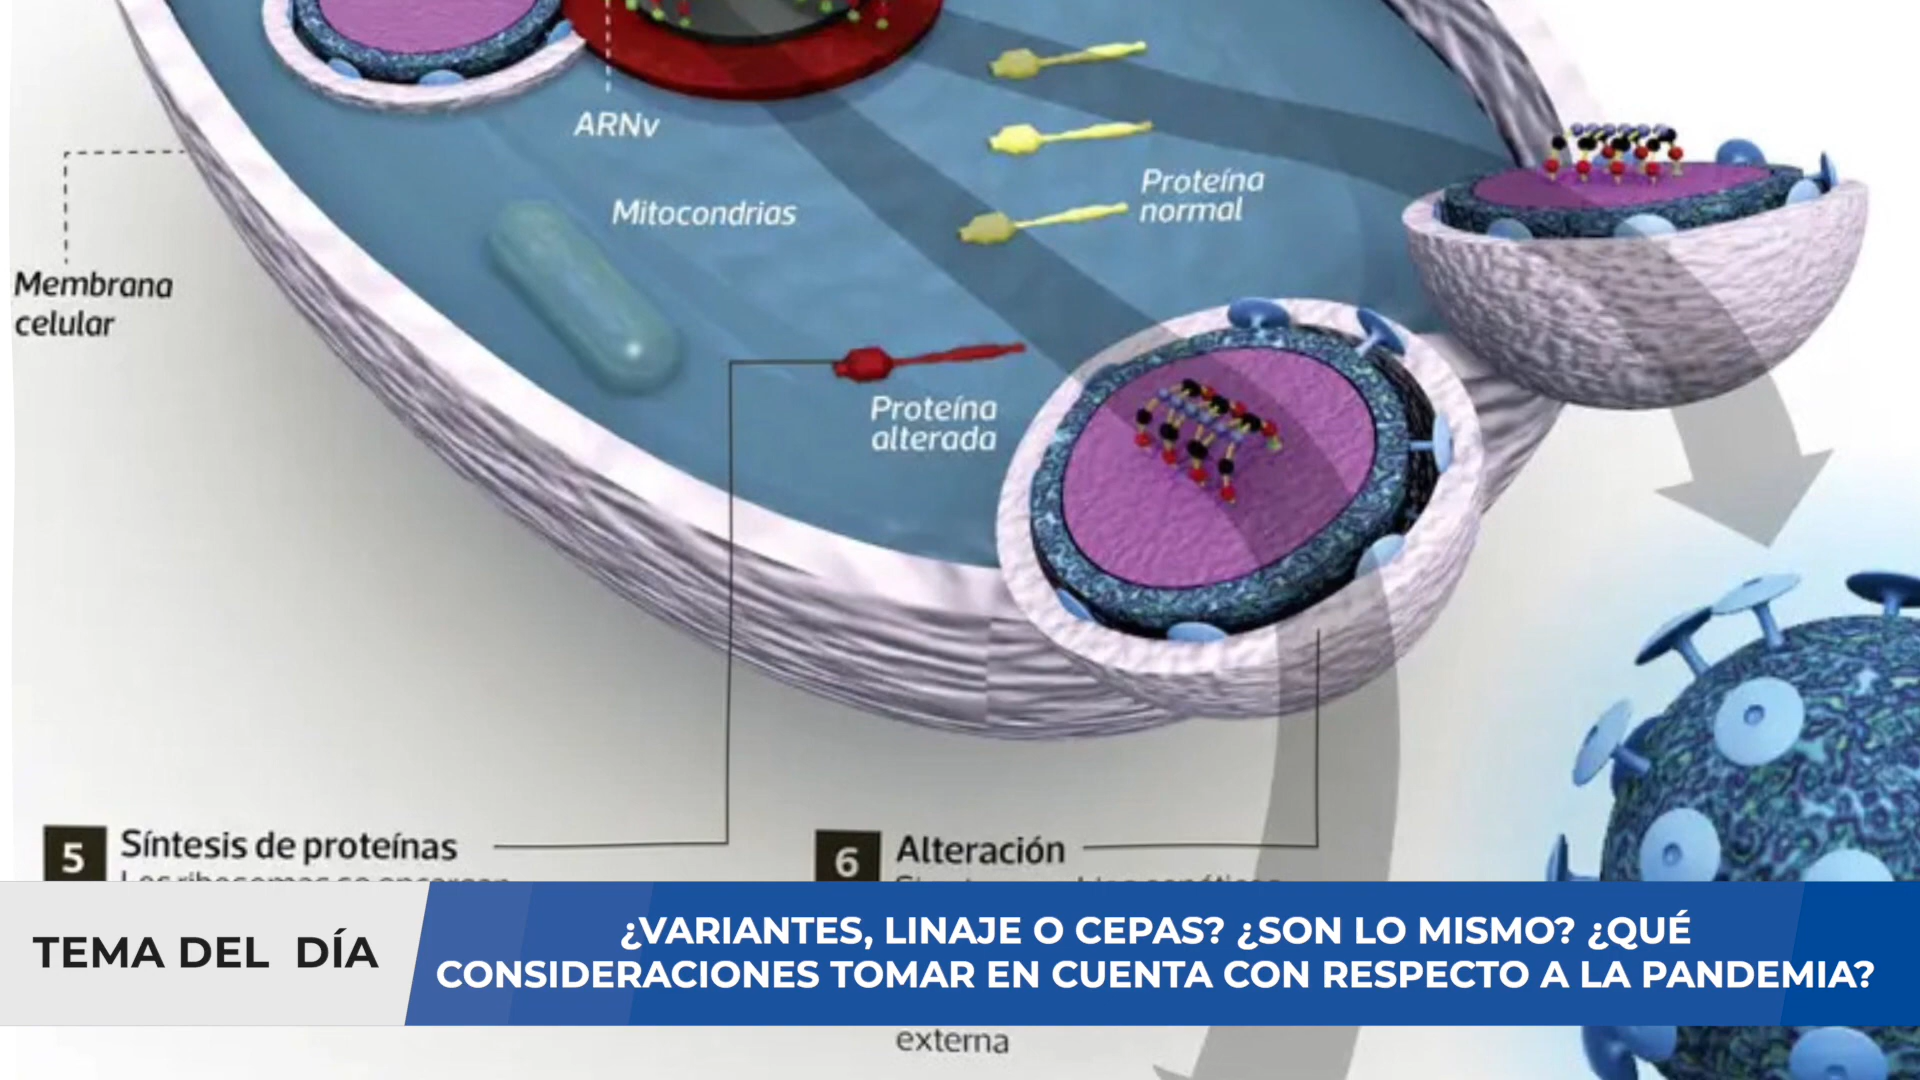 ARNv
Mitocondrias
Proteína
normal
Membrana
celular
Proteína
alterada
5 Síntesis de proteínas
6 Alteración
TEMA DEL DÍA
¿VARIANTES, LINAJE O CEPAS? ¿SON LO MISMO? ¿QUÉ
CONSIDERACIONES TOMAR EN CUENTA CON RESPECTO A LA PANDEMIA?
externa